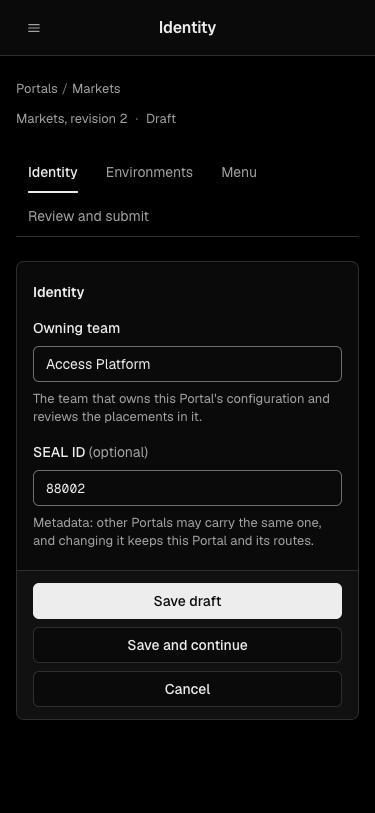 Identity
Portals / Markets
Markets, revision 2 · Draft
Identity Environments Menu
Review and submit
Identity
Owning team
Access Platform
The team that owns this Portal's configuration and
reviews the placements in it.
SEAL ID (optional)
88002
Metadata: other Portals may carry the same one,
and changing it keeps this Portal and its routes.
Save draft
Save and continue
Cancel